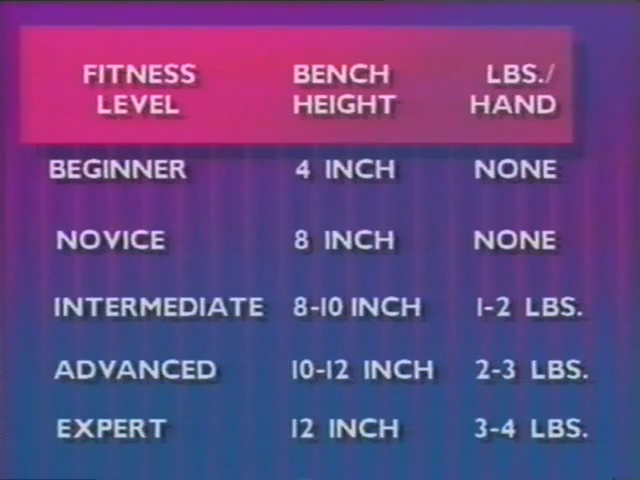 FITNESS LEVEL BENCH HEIGHT LBS./ HAND
BEGINNER 4 INCH NONE
NOVICE 8 INCH NONE
INTERMEDIATE 8-10 INCH 1-2 LBS.
ADVANCED 10-12 INCH 2-3 LBS.
EXPERT 12 INCH 3-4 LBS.